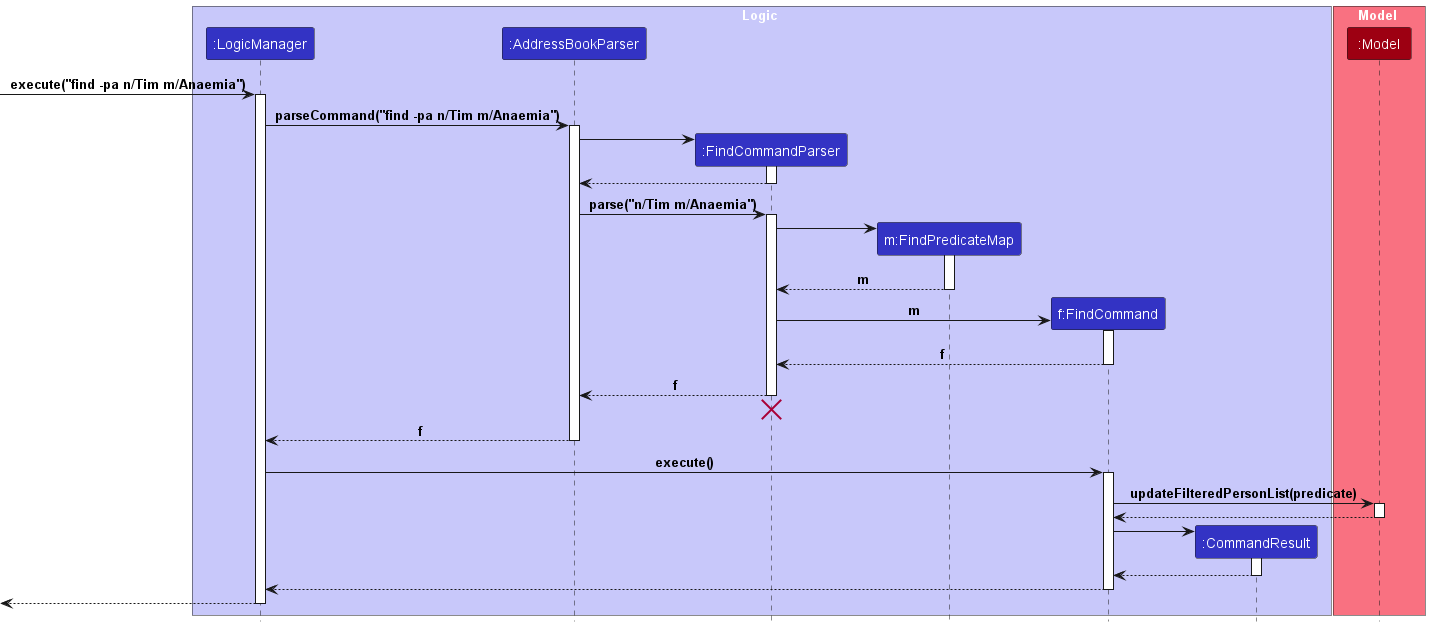 Logic
Model
:LogicManager
:AddressBookParser
:Model
execute("find -pa n/Tim m/Anaemia")
parseCommand("find -pa n/Tim m/Anaemia")
:FindCommandParser
parse("n/Tim m/Anaemia")
m:FindPredicateMap
m
m
f:FindCommand
f
f
f
execute()
updateFilteredPersonList(predicate)
:CommandResult